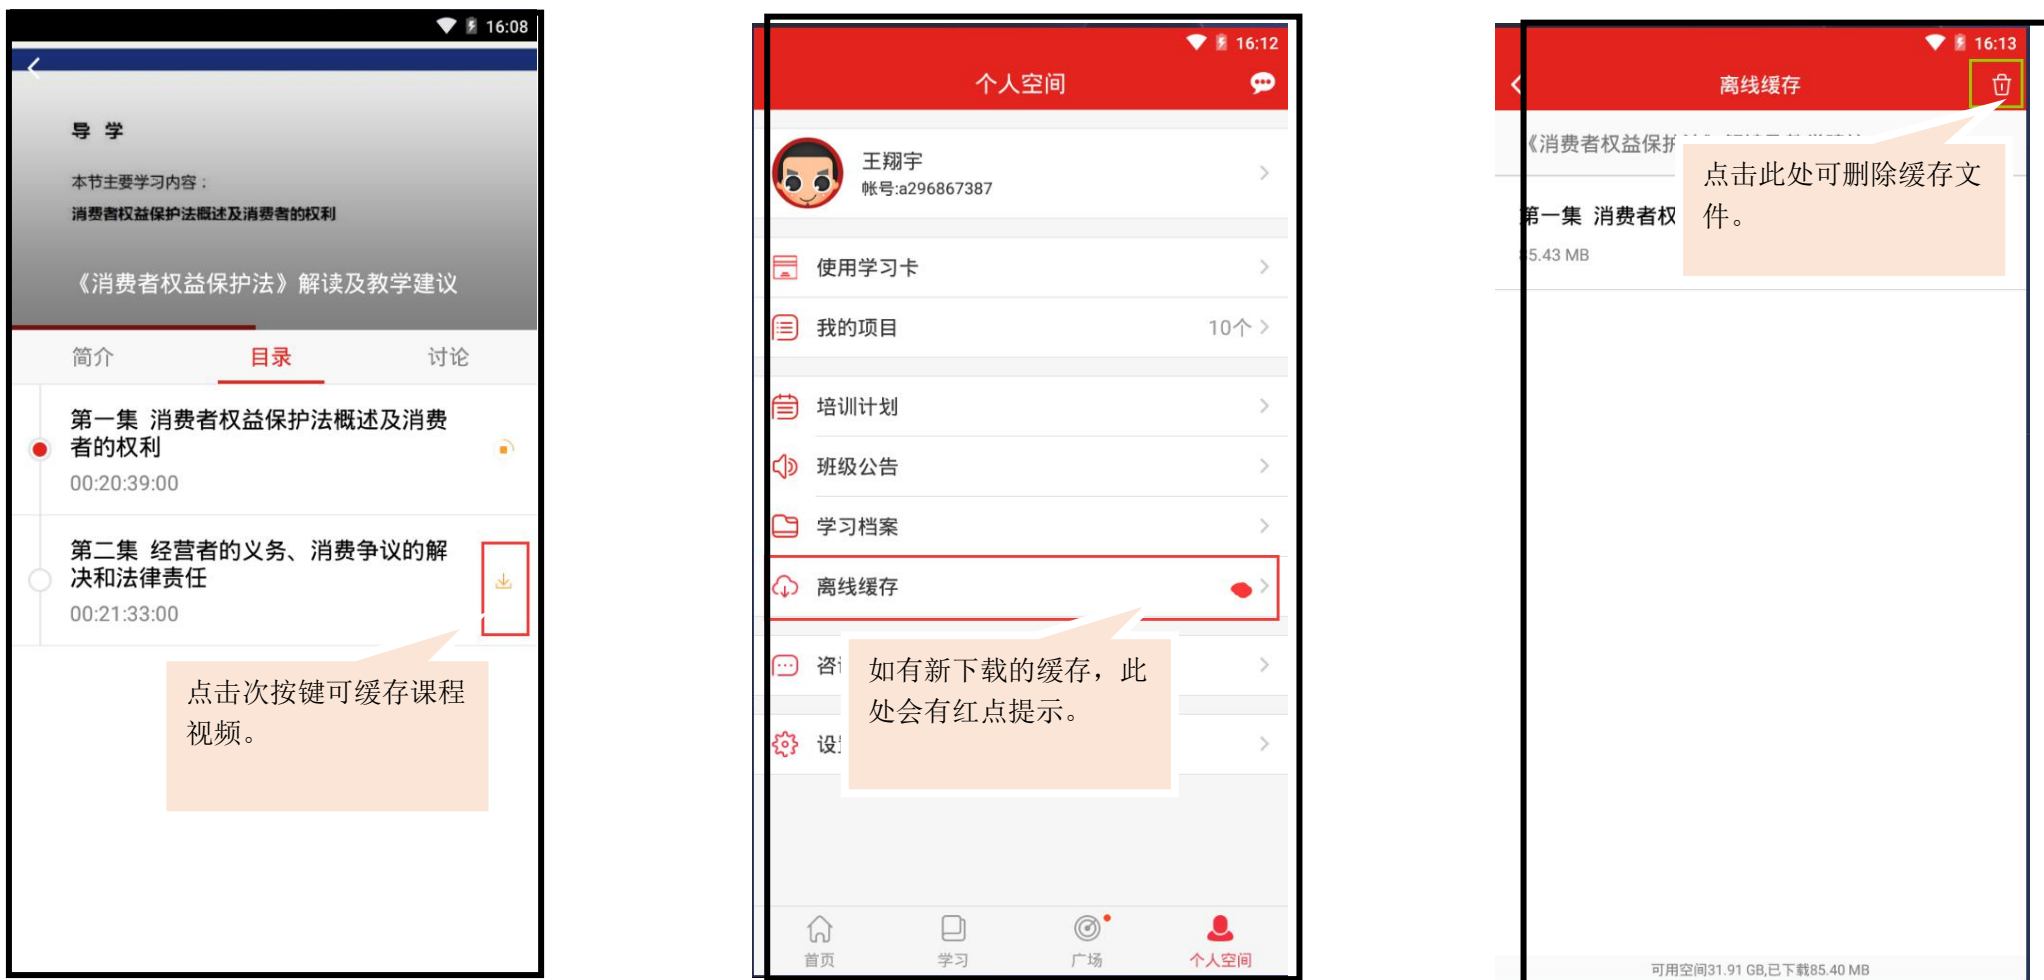 16:08
导 学
本节主要学习内容：
消费者权益保护法概述及消费者的权利
《消费者权益保护法》解读及教学建议
简介 目录 讨论
第一集 消费者权益保护法概述及消费
者的权利
00:20:39:00
第二集 经营者的义务、消费争议的解
决和法律责任
00:21:33:00
点击次按键可缓存课程
视频。
16:12
个人空间
王翔宇
帐号:a296867387
使用学习卡
我的项目 10个
培训计划
班级公告
学习档案
离线缓存
咨
如有新下载的缓存，此
处会有红点提示。
设
首页 学习 广场 个人空间
16:13
离线缓存
《消费者权益保护
点击此处可删除缓存文
件。
第一集 消费者权
85.43 MB
可用空间31.91 GB,已下载85.40 MB